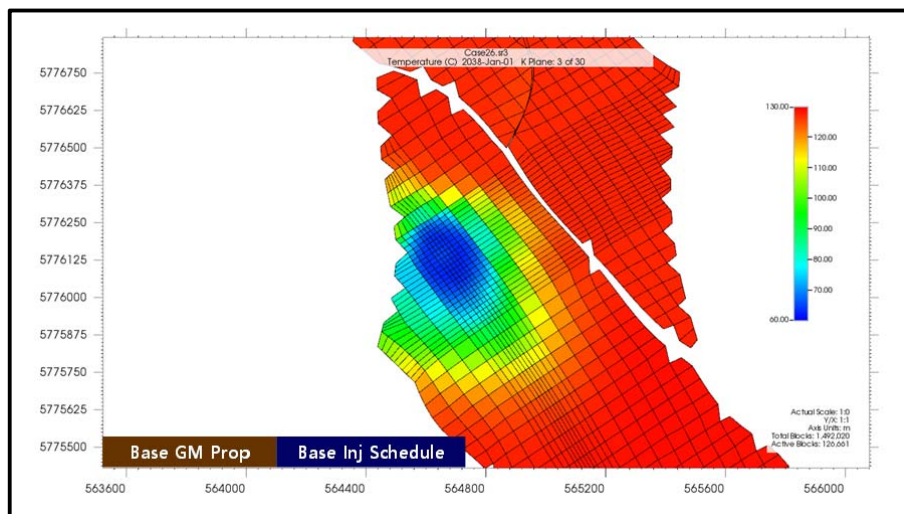 Case26.sr3
Temperature (C) 2038-Jan-01 K Plane: 3 of 30
5776750
5776625
5776500
5776375
5776250
5776125
5776000
5775875
5775750
5775625
5775500
130.00
120.00
110.00
100.00
90.00
80.00
70.00
60.00
Actual Scale: 1:0
Y/X: 1:1
Axis Units: m
Total Blocks: 1,492,020
Active Blocks: 126,661
Base GM Prop Base Inj Schedule
563600 564000 564400 564800 565200 565600 566000